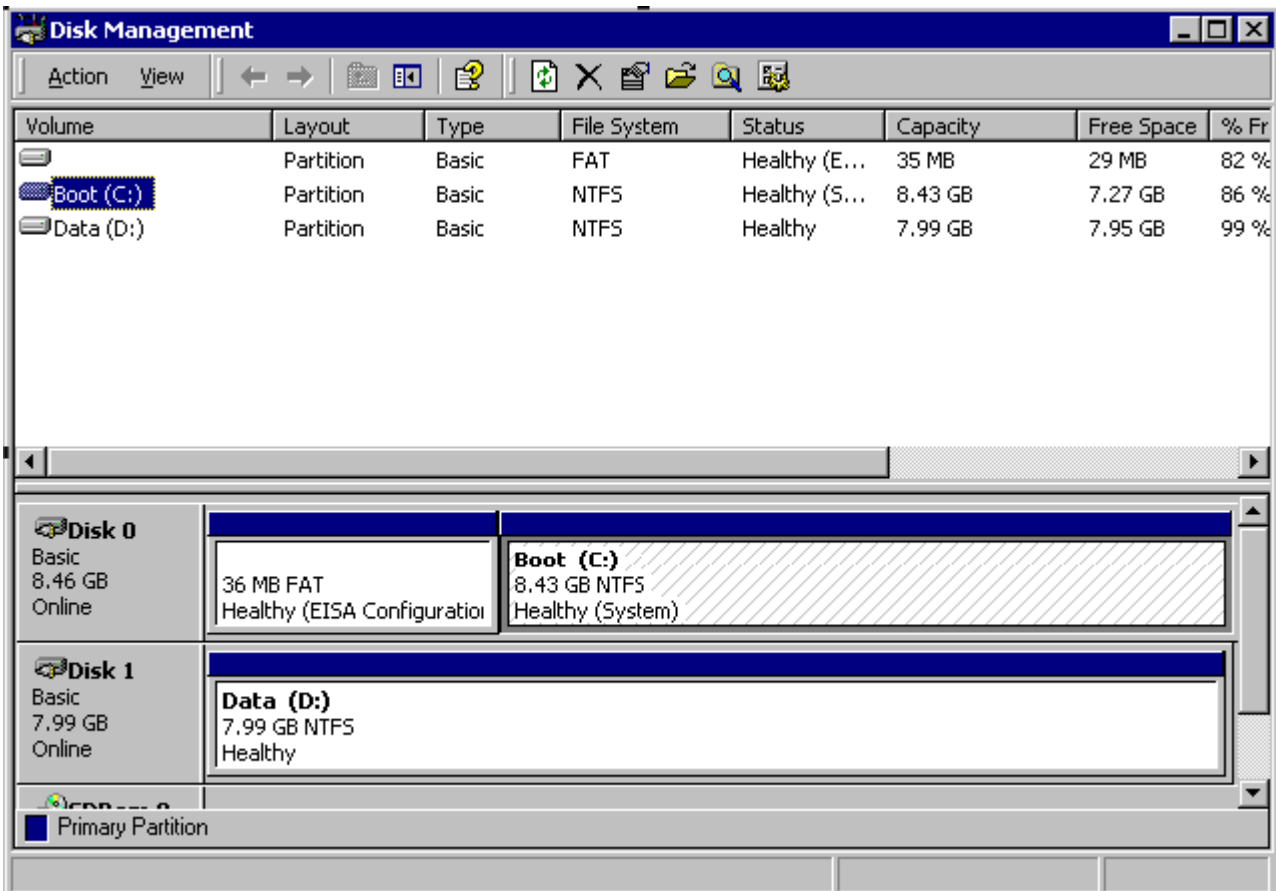 Disk Management
Action View
Volume Layout Type File System Status Capacity Free Space % Fr
Partition Basic FAT Healthy (E... 35 MB 29 MB 82 %
Boot (C:) Partition Basic NTFS Healthy (S... 8.43 GB 7.27 GB 86 %
Data (D:) Partition Basic NTFS Healthy 7.99 GB 7.95 GB 99 %
Disk 0
Basic
8.46 GB
Online
36 MB FAT
Healthy (EISA Configuration
Boot (C:)
8.43 GB NTFS
Healthy (System)
Disk 1
Basic
7.99 GB
Online
Data (D:)
7.99 GB NTFS
Healthy
CDRom 0
Primary Partition